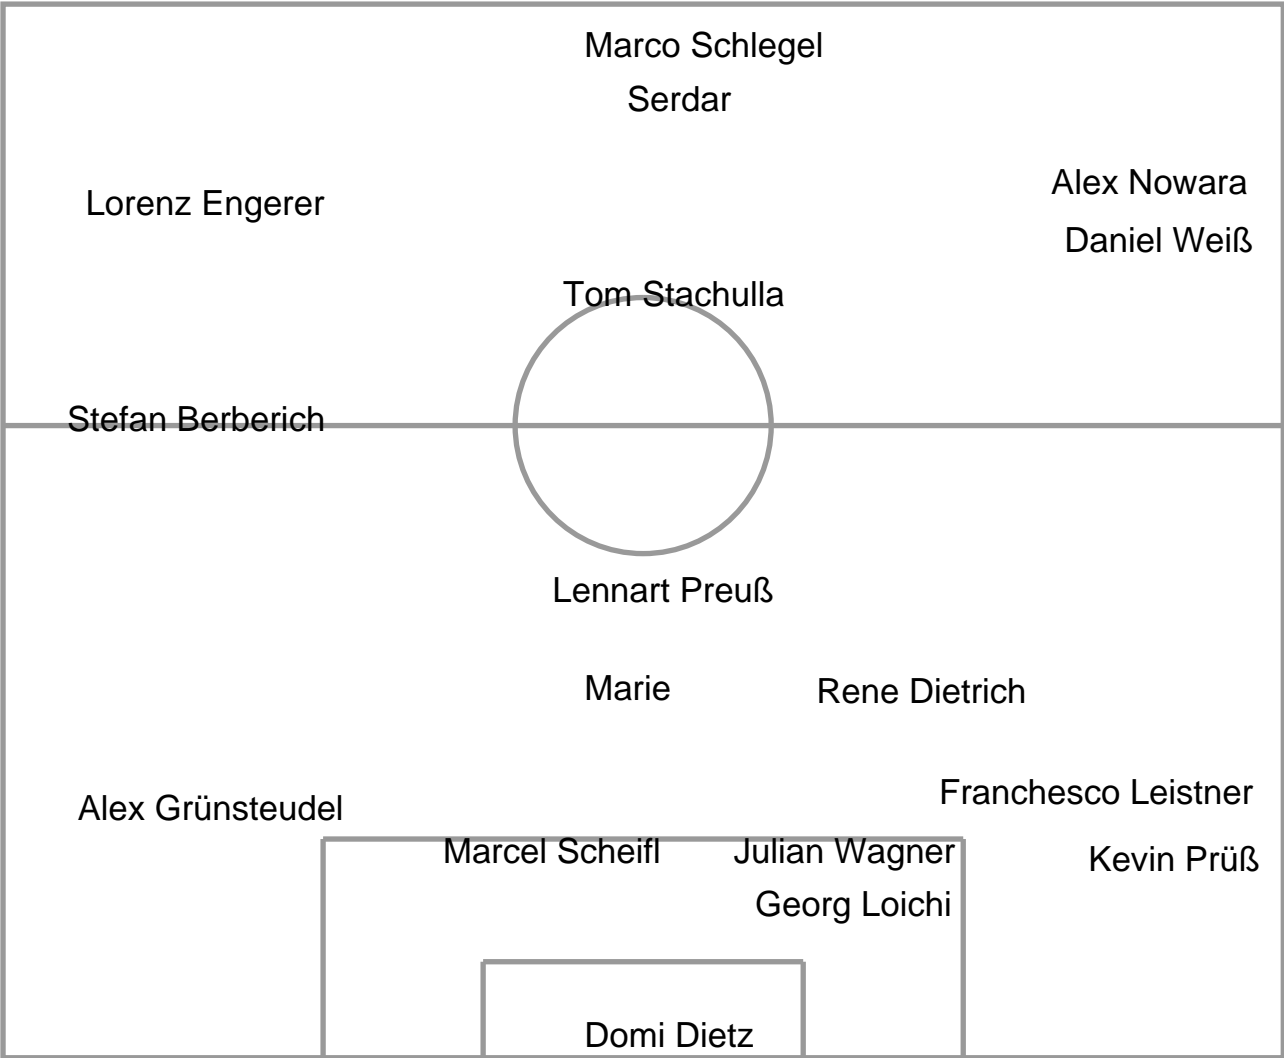 Marco Schlegel
Serdar
Alex Nowara
Lorenz Engerer
Daniel Weiß
Tom Stachulla
Stefan Berberich
Lennart Preuß
Marie
Rene Dietrich
Franchesco Leistner
Alex Grünsteudel
Marcel Scheifl
Julian Wagner
Kevin Prüß
Georg Loichi
Domi Dietz